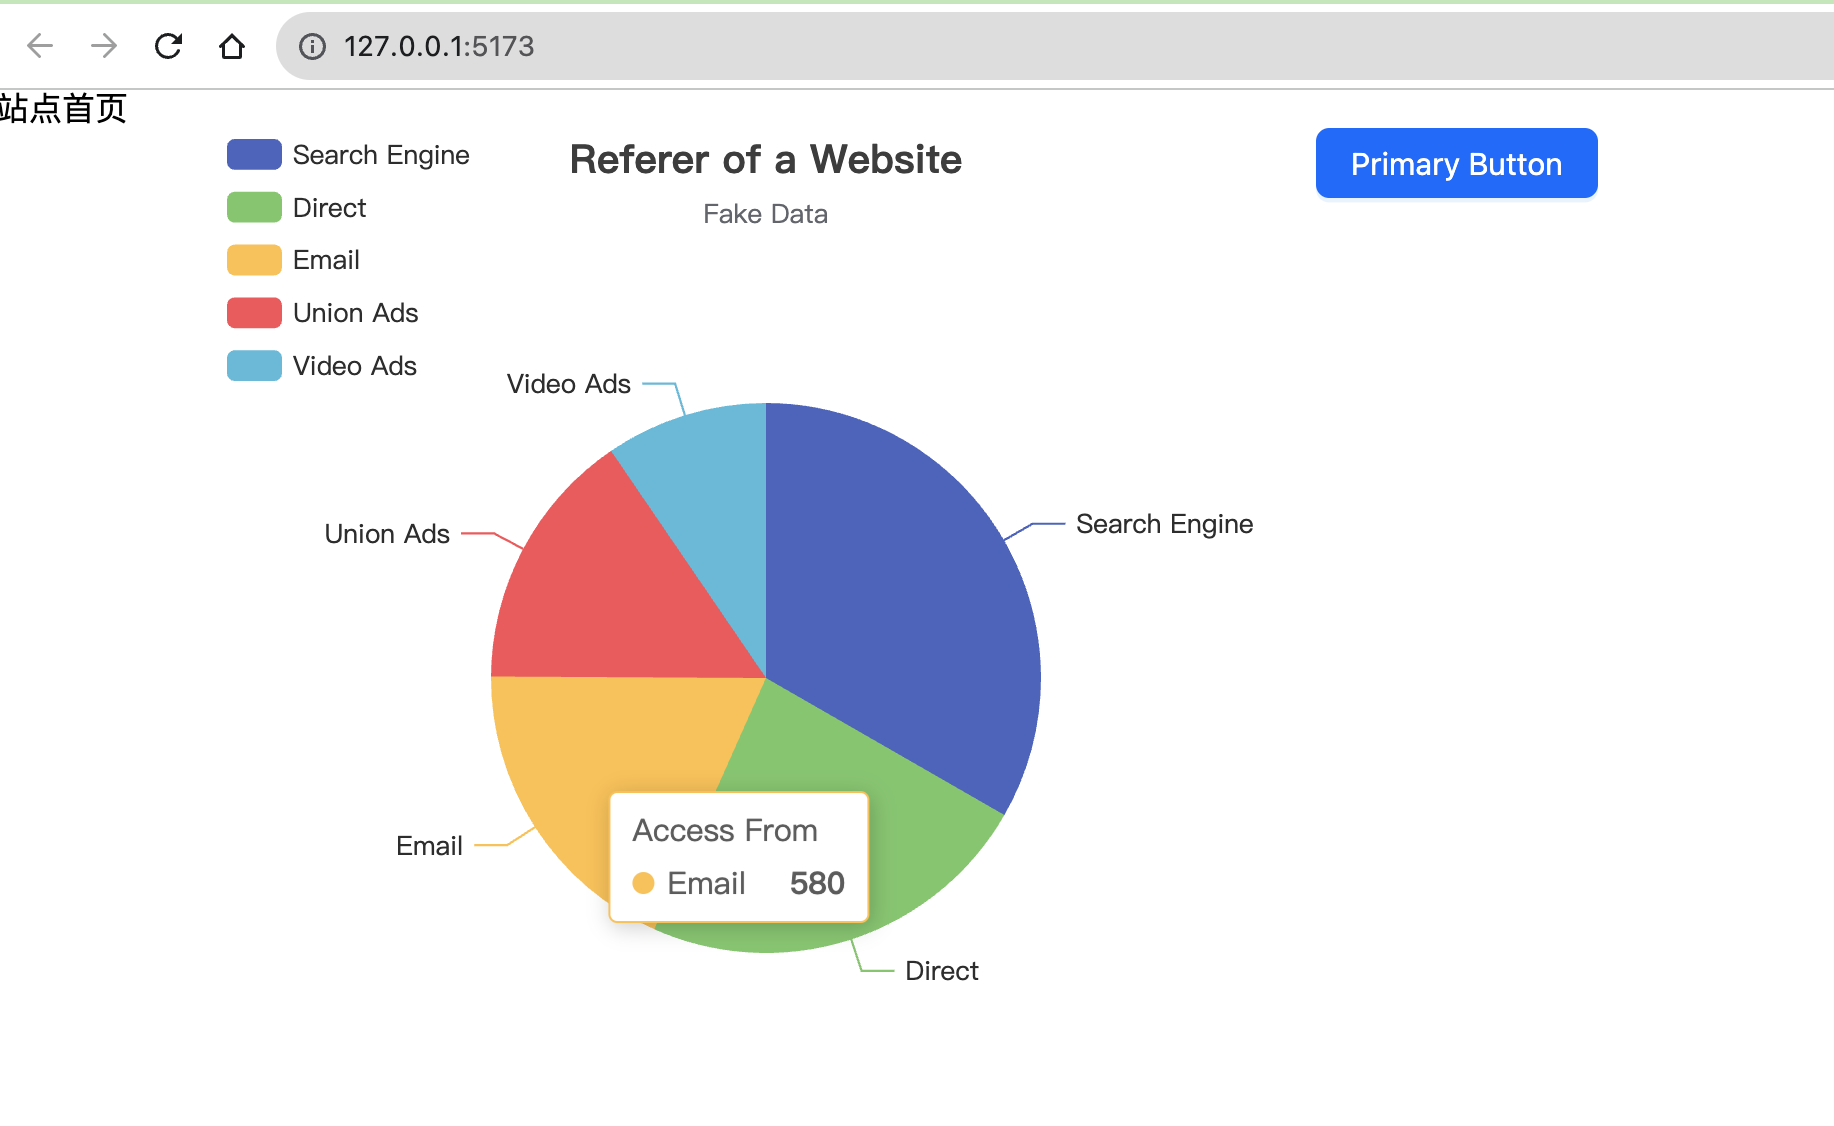 127.0.0.1:5173
站点首页
Search Engine
Direct
Email
Union Ads
Video Ads
Referer of a Website
Fake Data
Primary Button
Video Ads
Search Engine
Union Ads
Email
Access From
Email 580
Direct